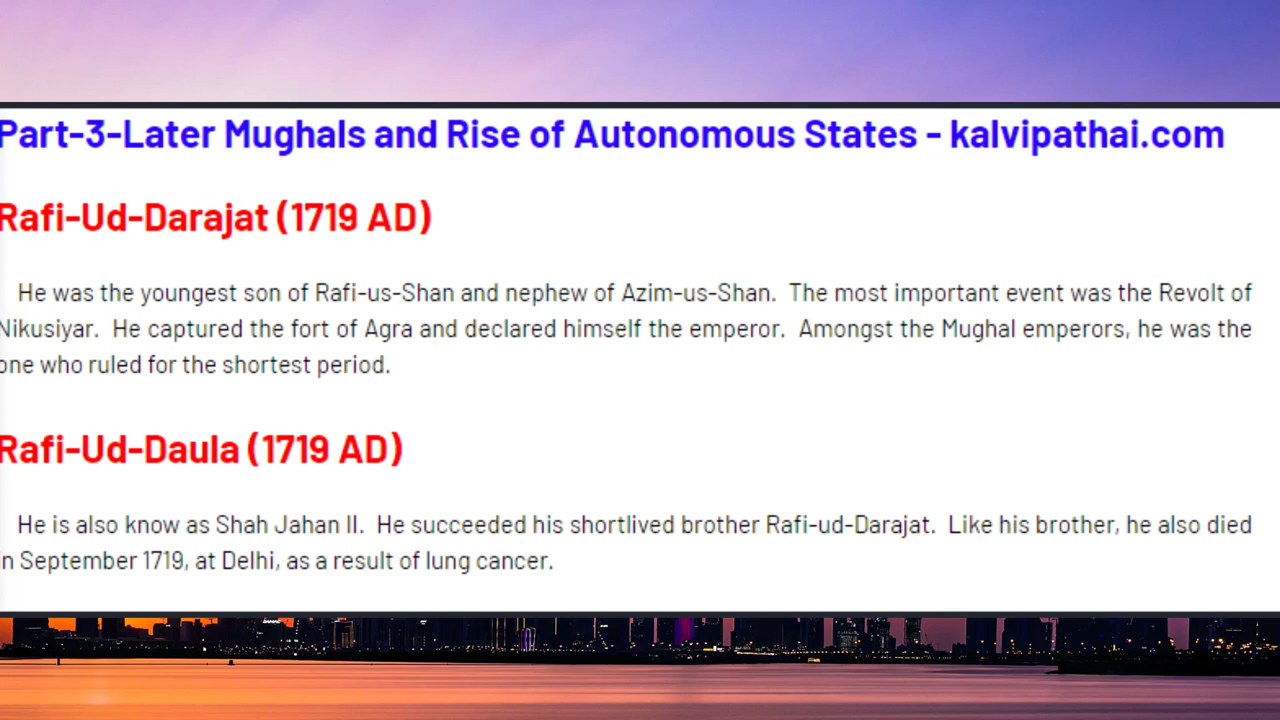 Part-3-Later Mughals and Rise of Autonomous States - kalvipathai.com
Rafi-Ud-Darajat (1719 AD)
He was the youngest son of Rafi-us-Shan and nephew of Azim-us-Shan. The most important event was the Revolt of
Nikusiyar. He captured the fort of Agra and declared himself the emperor. Amongst the Mughal emperors, he was the
one who ruled for the shortest period.
Rafi-Ud-Daula (1719 AD)
He is also know as Shah Jahan II. He succeeded his shortlived brother Rafi-ud-Darajat. Like his brother, he also died
in September 1719, at Delhi, as a result of lung cancer.